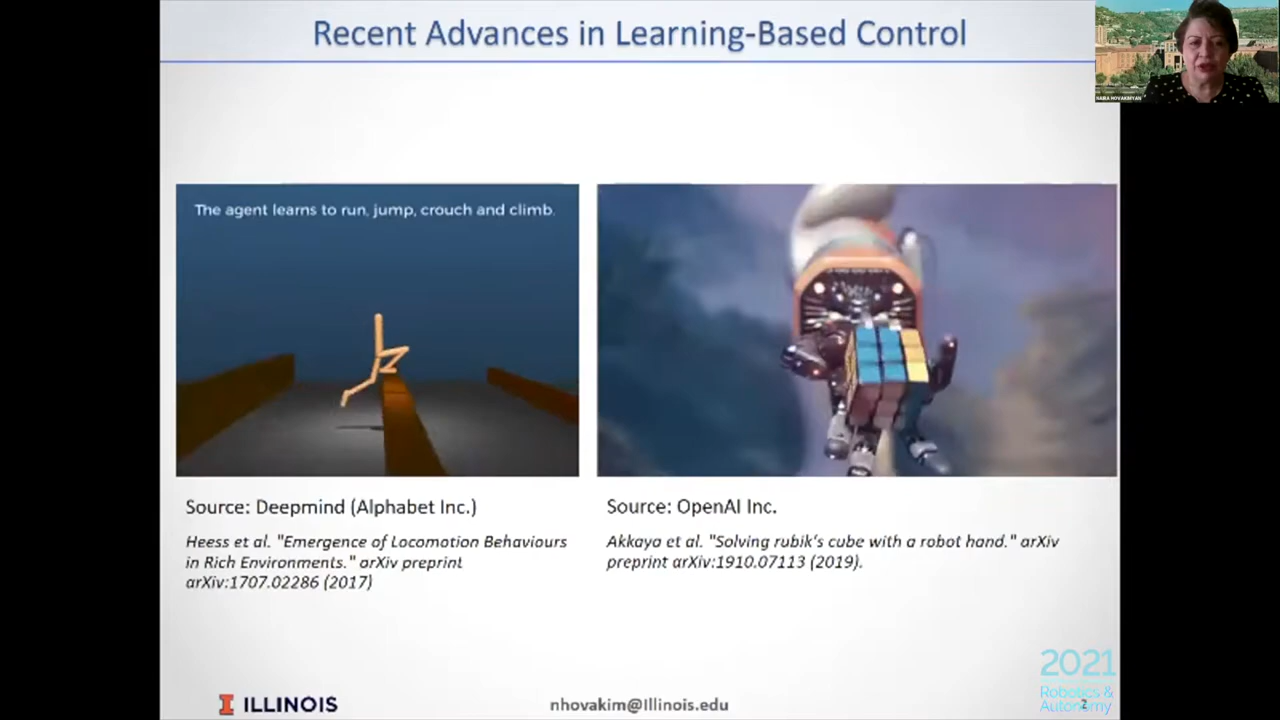 Recent Advances in Learning-Based Control
NAIRA HOVAKIMYAN
The agent learns to run, jump, crouch and climb.
Source: Deepmind (Alphabet Inc.)
Heess et al. "Emergence of Locomotion Behaviours
in Rich Environments." arXiv preprint
arXiv:1707.02286 (2017)
Source: OpenAI Inc.
Akkaya et al. "Solving rubik's cube with a robot hand." arXiv
preprint arXiv:1910.07113 (2019).
I ILLINOIS
nhovakim@Illinois.edu
2021
Robotics &
Autonomy
2